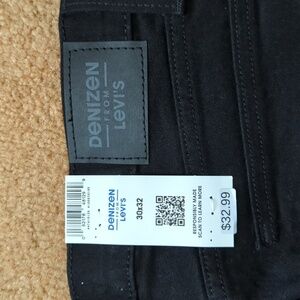 DENIZEN
FROM
LEVI'S
DENIZEN
FROM
LEVI'S
30x32
RESPONSIBLY MADE
SCAN TO LEARN MORE
$32.99